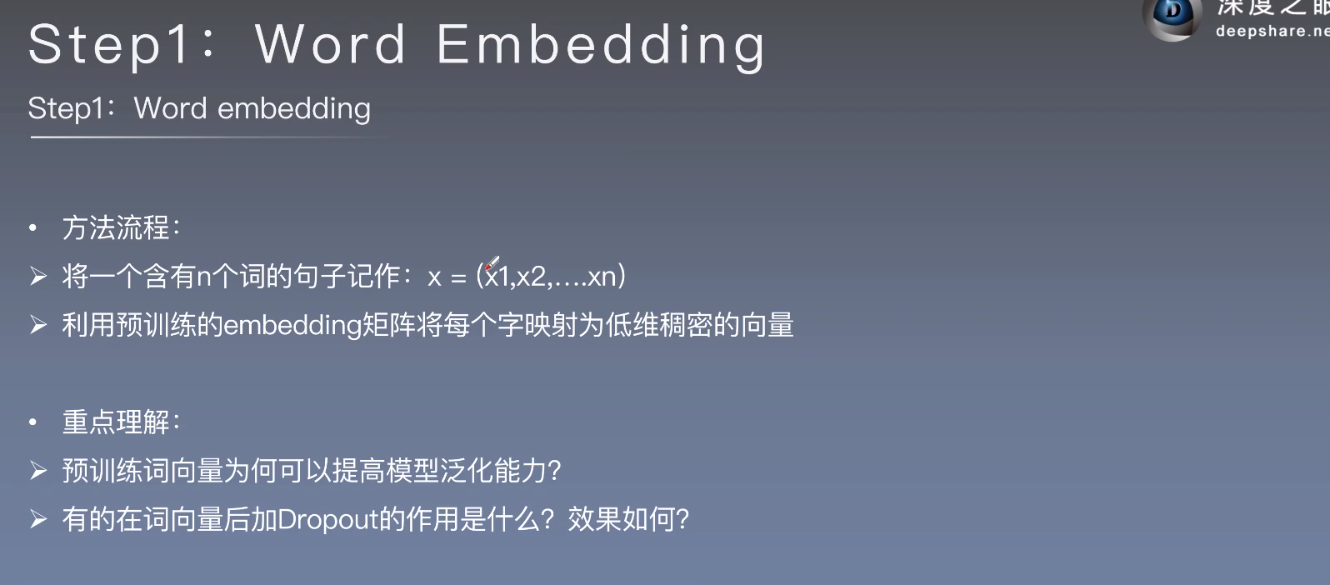 深度之眼
deepshare.ne
Step1：Word Embedding
Step1：Word embedding
• 方法流程：
➢ 将一个含有n个词的句子记作：x = (x1,x2,....xn)
➢ 利用预训练的embedding矩阵将每个字映射为低维稠密的向量
• 重点理解：
➢ 预训练词向量为何可以提高模型泛化能力？
➢ 有的在词向量后加Dropout的作用是什么？效果如何？